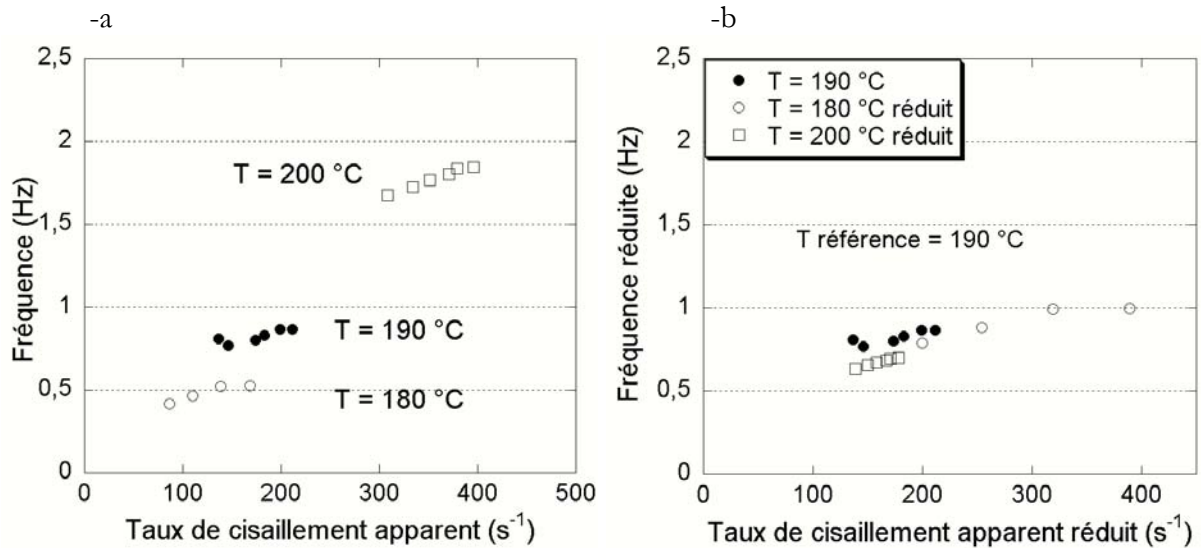 -a
-b
2,5
2
1,5
1
0,5
0
Fréquence (Hz)
T = 200 °C
T = 190 °C
T = 180 °C
0 100 200 300 400 500
Taux de cisaillement apparent (s⁻¹)
2,5
2
1,5
1
0,5
0
Fréquence réduite (Hz)
T = 190 °C
T = 180 °C réduit
T = 200 °C réduit
T référence = 190 °C
0 100 200 300 400
Taux de cisaillement apparent réduit (s⁻¹)